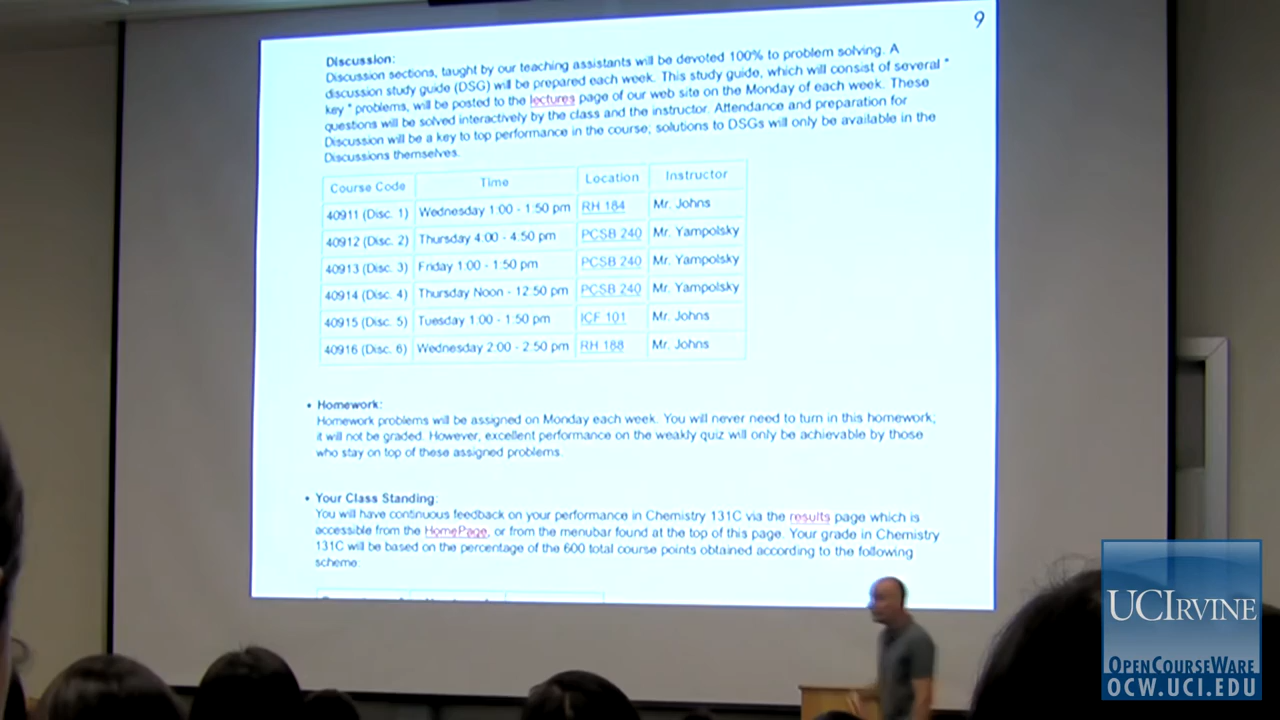 9
Discussion:
Discussion sections, taught by our teaching assistants will be devoted 100% to problem solving. A
discussion study guide (DSG) will be prepared each week. This study guide, which will consist of several "
key " problems, will be posted to the lectures page of our web site on the Monday of each week. These
questions will be solved interactively by the class and the instructor. Attendance and preparation for
Discussion will be a key to top performance in the course; solutions to DSGs will only be available in the
Discussions themselves.
Course Code Time Location Instructor
40911 (Disc. 1) Wednesday 1:00 - 1:50 pm RH 184 Mr. Johns
40912 (Disc. 2) Thursday 4:00 - 4:50 pm PCSB 240 Mr. Yampolsky
40913 (Disc. 3) Friday 1:00 - 1:50 pm PCSB 240 Mr. Yampolsky
40914 (Disc. 4) Thursday Noon - 12:50 pm PCSB 240 Mr. Yampolsky
40915 (Disc. 5) Tuesday 1:00 - 1:50 pm ICF 101 Mr. Johns
40916 (Disc. 6) Wednesday 2:00 - 2:50 pm RH 188 Mr. Johns
• Homework:
Homework problems will be assigned on Monday each week. You will never need to turn in this homework;
it will not be graded. However, excellent performance on the weakly quiz will only be achievable by those
who stay on top of these assigned problems.
• Your Class Standing:
You will have continuous feedback on your performance in Chemistry 131C via the results page which is
accessible from the HomePage, or from the menubar found at the top of this page. Your grade in Chemistry
131C will be based on the percentage of the 600 total course points obtained according to the following
scheme:
UCIRVINE
OPENCOURSEWARE
OCW.UCI.EDU